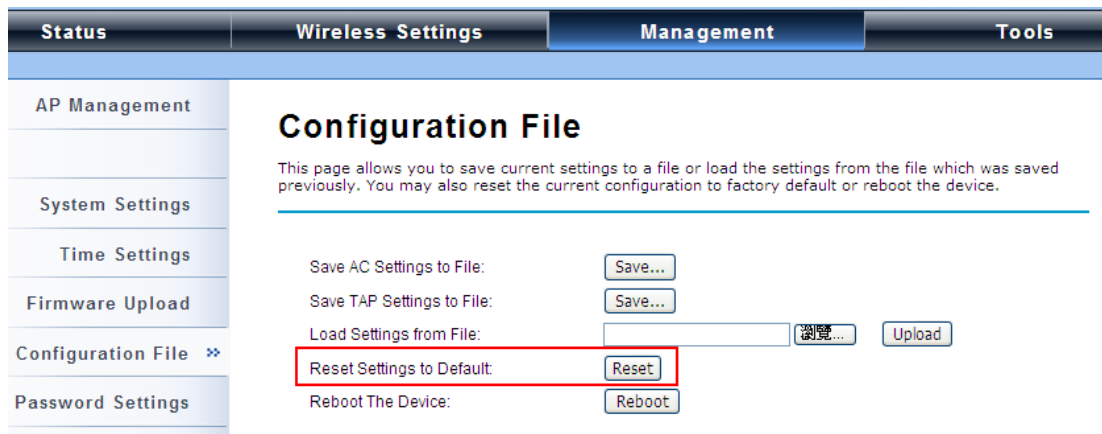 Status Wireless Settings Management Tools
AP Management
System Settings
Time Settings
Firmware Upload
Configuration File »
Password Settings
Configuration File
This page allows you to save current settings to a file or load the settings from the file which was saved
previously. You may also reset the current configuration to factory default or reboot the device.
Save AC Settings to File: Save...
Save TAP Settings to File: Save...
Load Settings from File: 瀏覽... Upload
Reset Settings to Default: Reset
Reboot The Device: Reboot